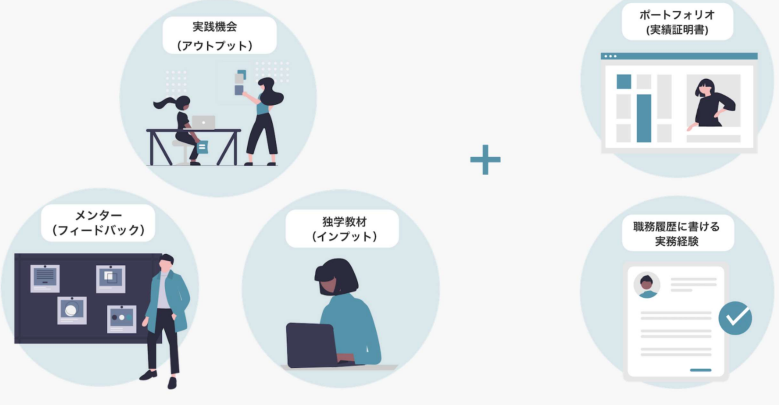 実践機会
（アウトプット）
ポートフォリオ
(実績証明書)
メンター
（フィードバック）
独学教材
（インプット）
職務履歴に書ける
実務経験